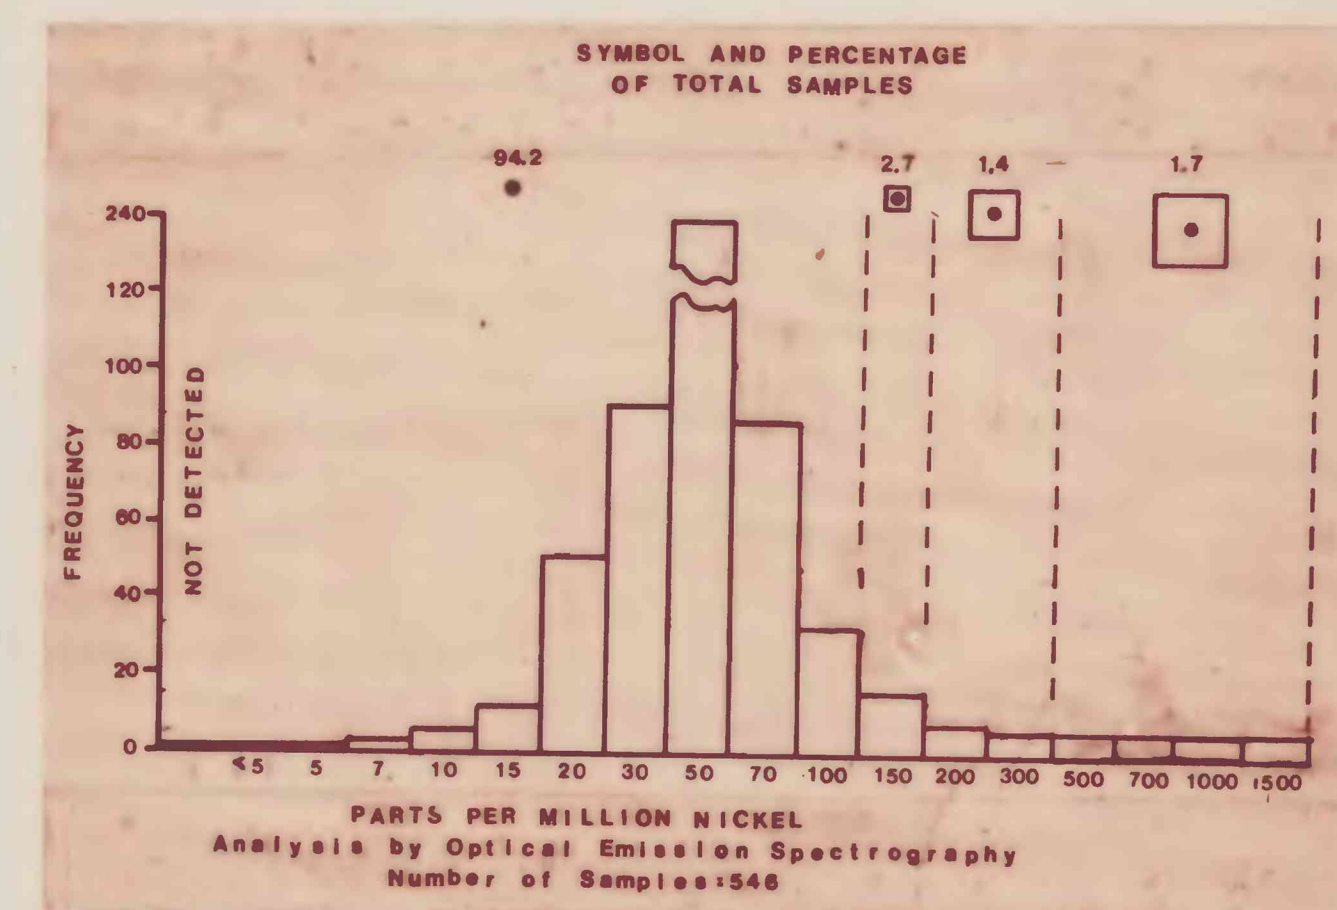 SYMBOL AND PERCENTAGE
OF TOTAL SAMPLES
94.2
2.7
1.4
1.7
240
120
100
80
60
40
20
0
FREQUENCY
NOT DETECTED
<5 5 7 10 15 20 30 50 70 100 150 200 300 500 700 1000 1500
PARTS PER MILLION NICKEL
Analysis by Optical Emission Spectrography
Number of Samples:546